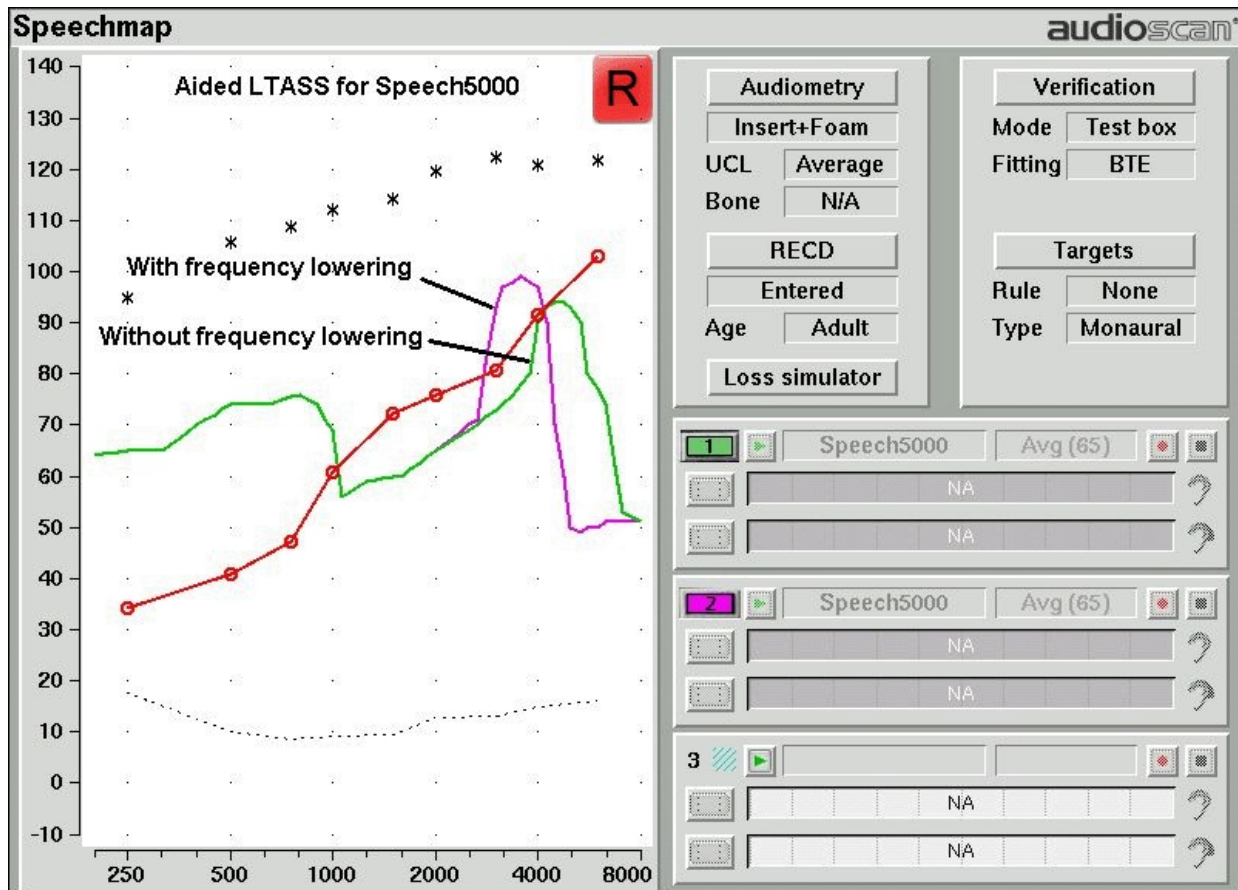 Speechmap
audioscan®
Aided LTASS for Speech5000
R
With frequency lowering
Without frequency lowering
140
130
120
110
100
90
80
70
60
50
40
30
20
10
0
-10
250 500 1000 2000 4000 8000
Audiometry
Insert+Foam
UCL Average
Bone N/A
RECD
Entered
Age Adult
Loss simulator
Verification
Mode Test box
Fitting BTE
Targets
Rule None
Type Monaural
1 Speech5000 Avg (65)
NA
NA
2 Speech5000 Avg (65)
NA
NA
3
NA
NA